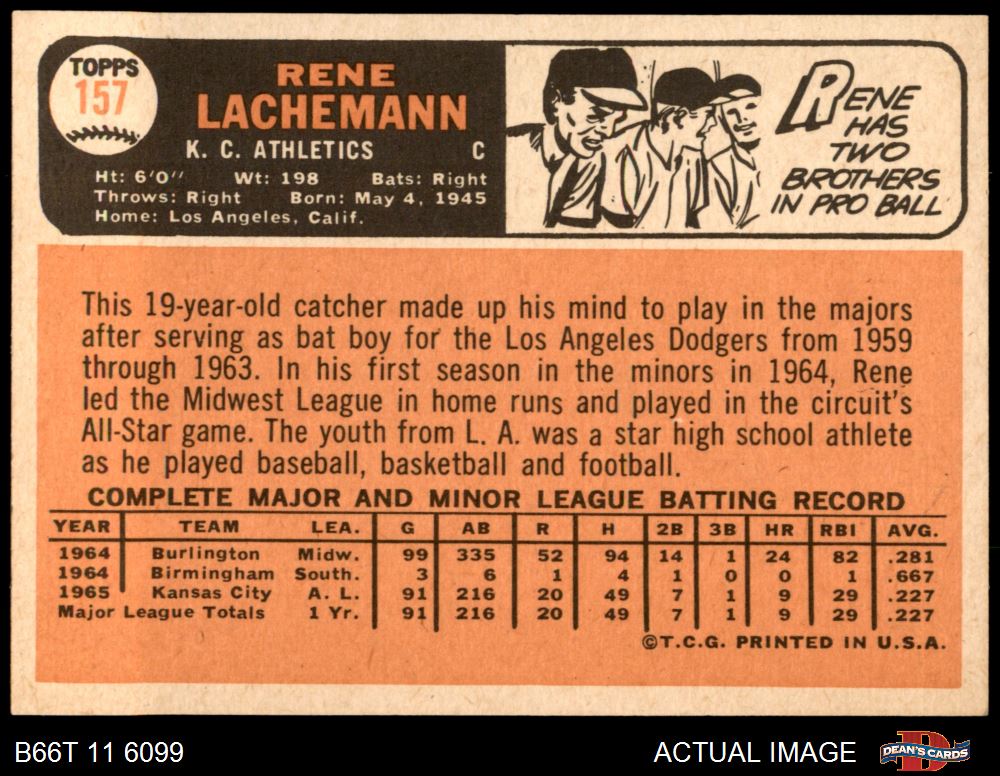 TOPPS
157
RENE
LACHEMANN
K. C. ATHLETICS C
Ht: 6'0" Wt: 198 Bats: Right
Throws: Right Born: May 4, 1945
Home: Los Angeles, Calif.
RENE
HAS
TWO
BROTHERS
IN PRO BALL
This 19-year-old catcher made up his mind to play in the majors
after serving as bat boy for the Los Angeles Dodgers from 1959
through 1963. In his first season in the minors in 1964, Rene
led the Midwest League in home runs and played in the circuit's
All-Star game. The youth from L. A. was a star high school athlete
as he played baseball, basketball and football.
COMPLETE MAJOR AND MINOR LEAGUE BATTING RECORD
YEAR TEAM LEA. G AB R H 2B 3B HR RBI AVG.
1964 Burlington Midw. 99 335 52 94 14 1 24 82 .281
1964 Birmingham South. 3 6 1 4 1 0 0 1 .667
1965 Kansas City A. L. 91 216 20 49 7 1 9 29 .227
Major League Totals 1 Yr. 91 216 20 49 7 1 9 29 .227
©T.C.G. PRINTED IN U.S.A.
B66T 11 6099 ACTUAL IMAGE D DEAN'S CARDS